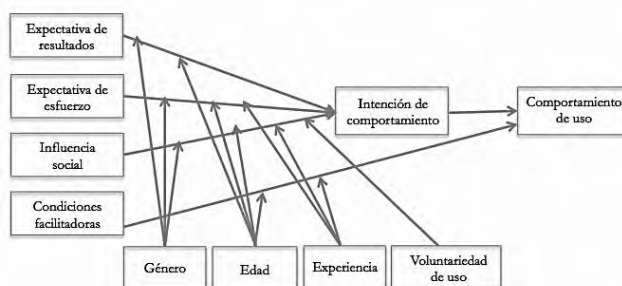 Expectativa de
resultados
Expectativa de
esfuerzo
Intención de
comportamiento
Comportamiento
de uso
Influencia
social
Condiciones
facilitadoras
Género
Edad
Experiencia
Voluntariedad
de uso